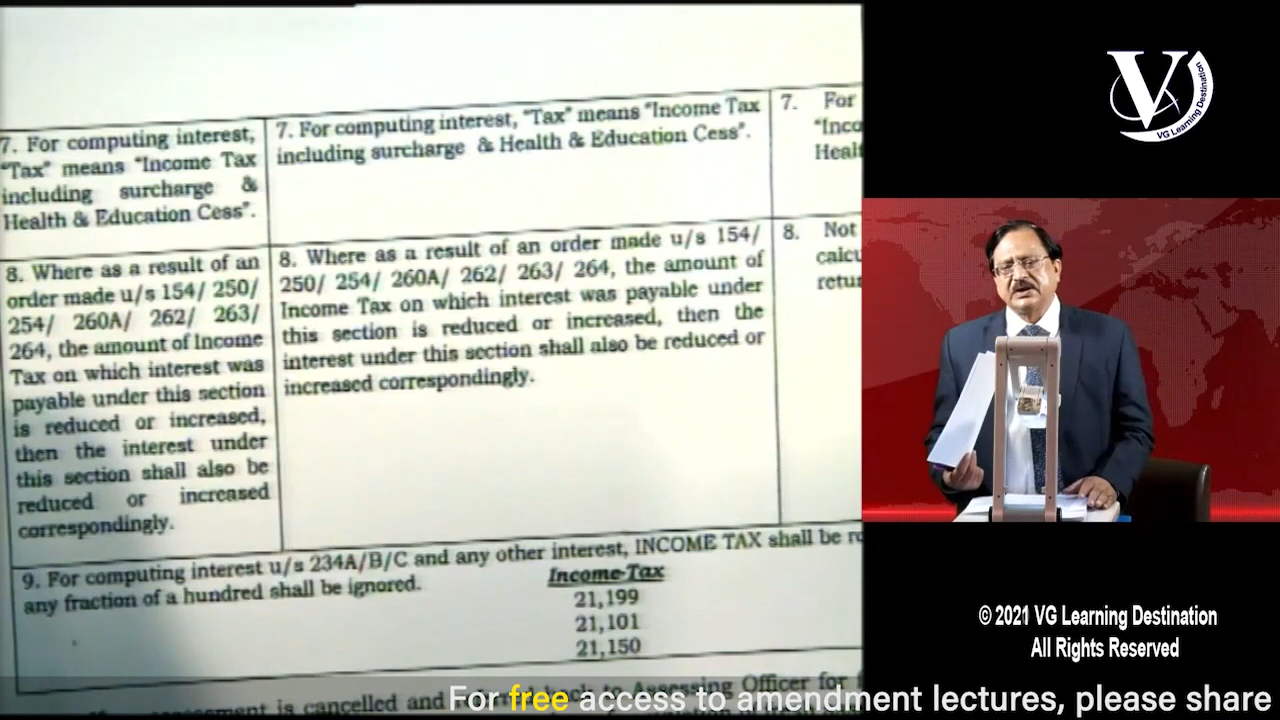 7. For computing interest,
"Tax" means "Income Tax
including surcharge &
Health & Education Cess".
7. For computing interest, "Tax" means "Income Tax
including surcharge & Health & Education Cess".
7. For
"Inco
Healt
8. Where as a result of an
order made u/s 154/ 250/
254/ 260A/ 262/ 263/
264, the amount of Income
Tax on which interest was
payable under this section
is reduced or increased,
then the interest under
this section shall also be
reduced or increased
correspondingly.
8. Where as a result of an order made u/s 154/
250/ 254/ 260A/ 262/ 263/ 264, the amount of
Income Tax on which interest was payable under
this section is reduced or increased, then the
interest under this section shall also be reduced or
increased correspondingly.
8. Not
calcu
retur
9. For computing interest u/s 234A/B/C and any other interest, INCOME TAX shall be ro
any fraction of a hundred shall be ignored.
Income-Tax
21,199
21,101
21,150
is cancelled and Assessing Officer for
For free access to amendment lectures, please share
V
VG Learning Destination
© 2021 VG Learning Destination
All Rights Reserved